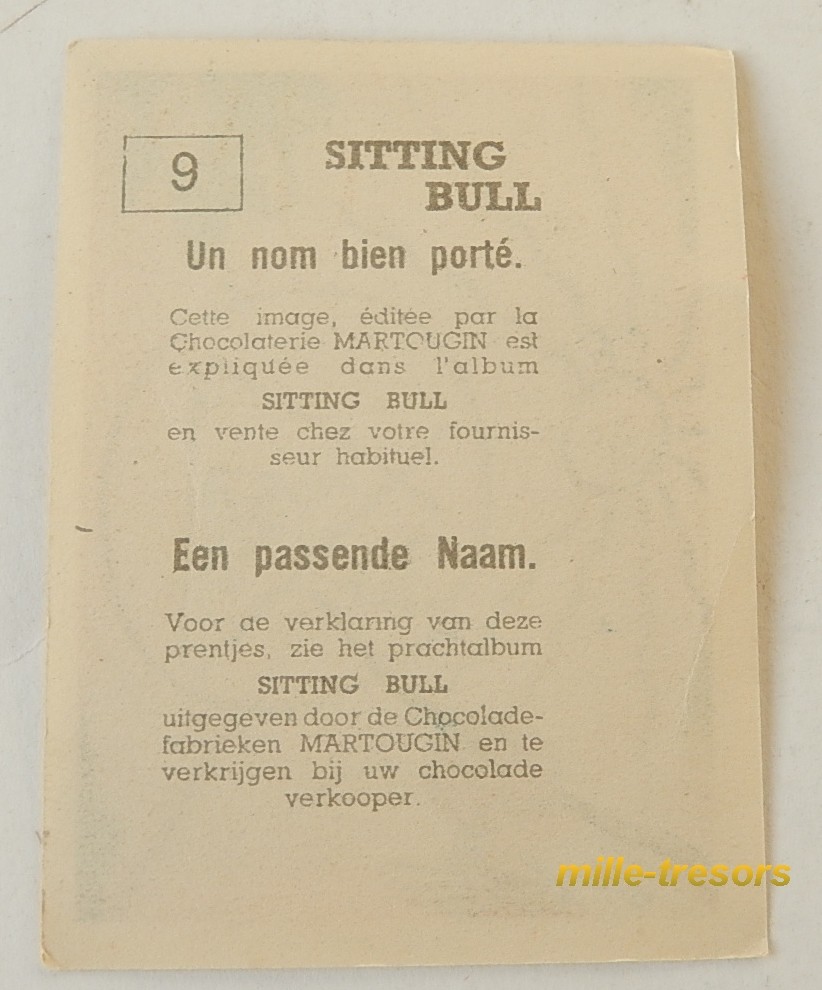 9
SITTING
BULL
Un nom bien porté.
Cette image, éditée par la
Chocolaterie MARTOUGIN est
expliquée dans l'album
SITTING BULL
en vente chez votre fournis-
seur habituel.
Een passende Naam.
Voor de verklaring van deze
prentjes, zie het prachtalbum
SITTING BULL
uitgegeven door de Chocolade-
fabrieken MARTOUGIN en te
verkrijgen bij uw chocolade
verkooper.
mille-tresors